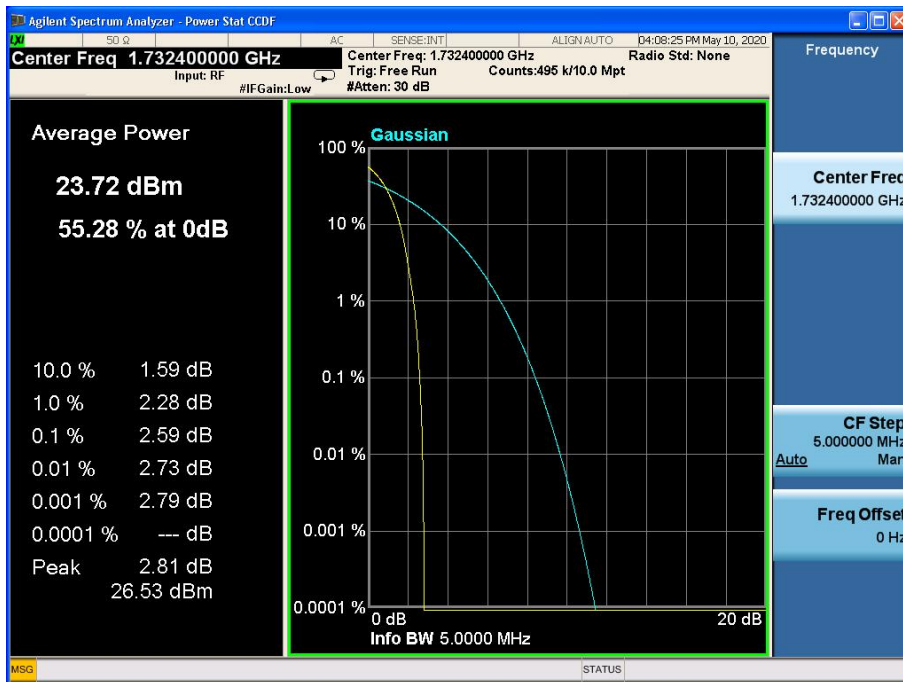 Agilent Spectrum Analyzer - Power Stat CCDF
LXI 50 Ω AC SENSE:INT ALIGN AUTO 04:08:25 PM May 10, 2020
Center Freq 1.732400000 GHz
Input: RF
#IFGain:Low
Center Freq: 1.732400000 GHz Radio Std: None
Trig: Free Run Counts:495 k/10.0 Mpt
#Atten: 30 dB
Average Power
23.72 dBm
55.28 % at 0dB
10.0 % 1.59 dB
1.0 % 2.28 dB
0.1 % 2.59 dB
0.01 % 2.73 dB
0.001 % 2.79 dB
0.0001 % --- dB
Peak 2.81 dB
26.53 dBm
Gaussian
100 %
10 %
1 %
0.1 %
0.01 %
0.001 %
0.0001 %
0 dB 20 dB
Info BW 5.0000 MHz
Frequency
Center Freq
1.732400000 GHz
CF Step
5.000000 MHz
Auto Man
Freq Offset
0 Hz
MSG STATUS